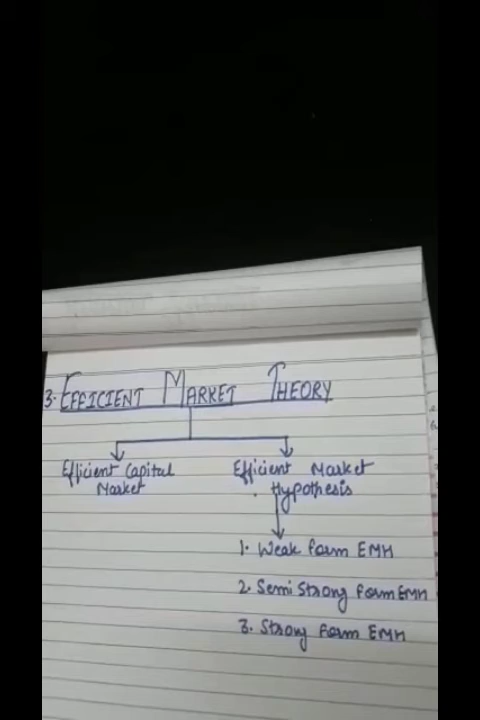 3. EFFICIENT MARKET THEORY
Efficient Capital
Market
Efficient Market
Hypothesis
1. Weak form EMH
2. Semi Strong form EMH
3. Strong form EMH